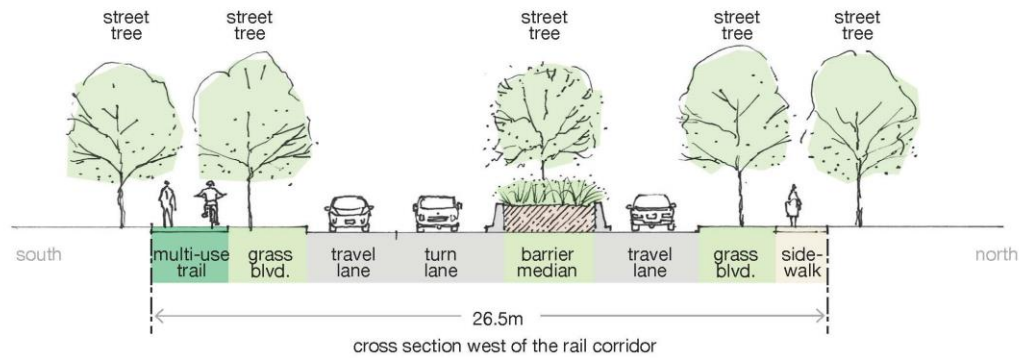 street
tree
street
tree
street
tree
street
tree
street
tree
south
multi-use
trail
grass
blvd.
travel
lane
turn
lane
barrier
median
travel
lane
grass
blvd.
side-
walk
north
26.5m
cross section west of the rail corridor